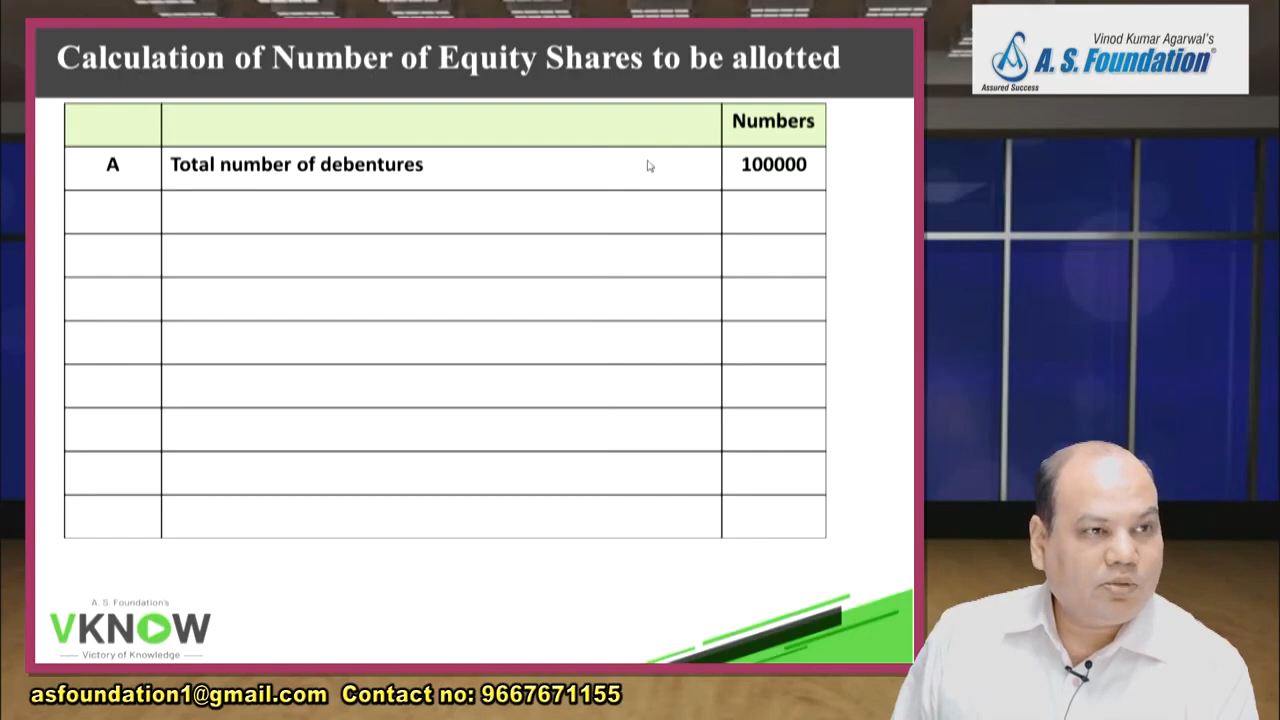 Calculation of Number of Equity Shares to be allotted
Vinod Kumar Agarwal's
A. S. Foundation®
Assured Success
Numbers
A Total number of debentures 100000
A. S. Foundation's
VKNOW
Victory of Knowledge
asfoundation1@gmail.com Contact no: 9667671155